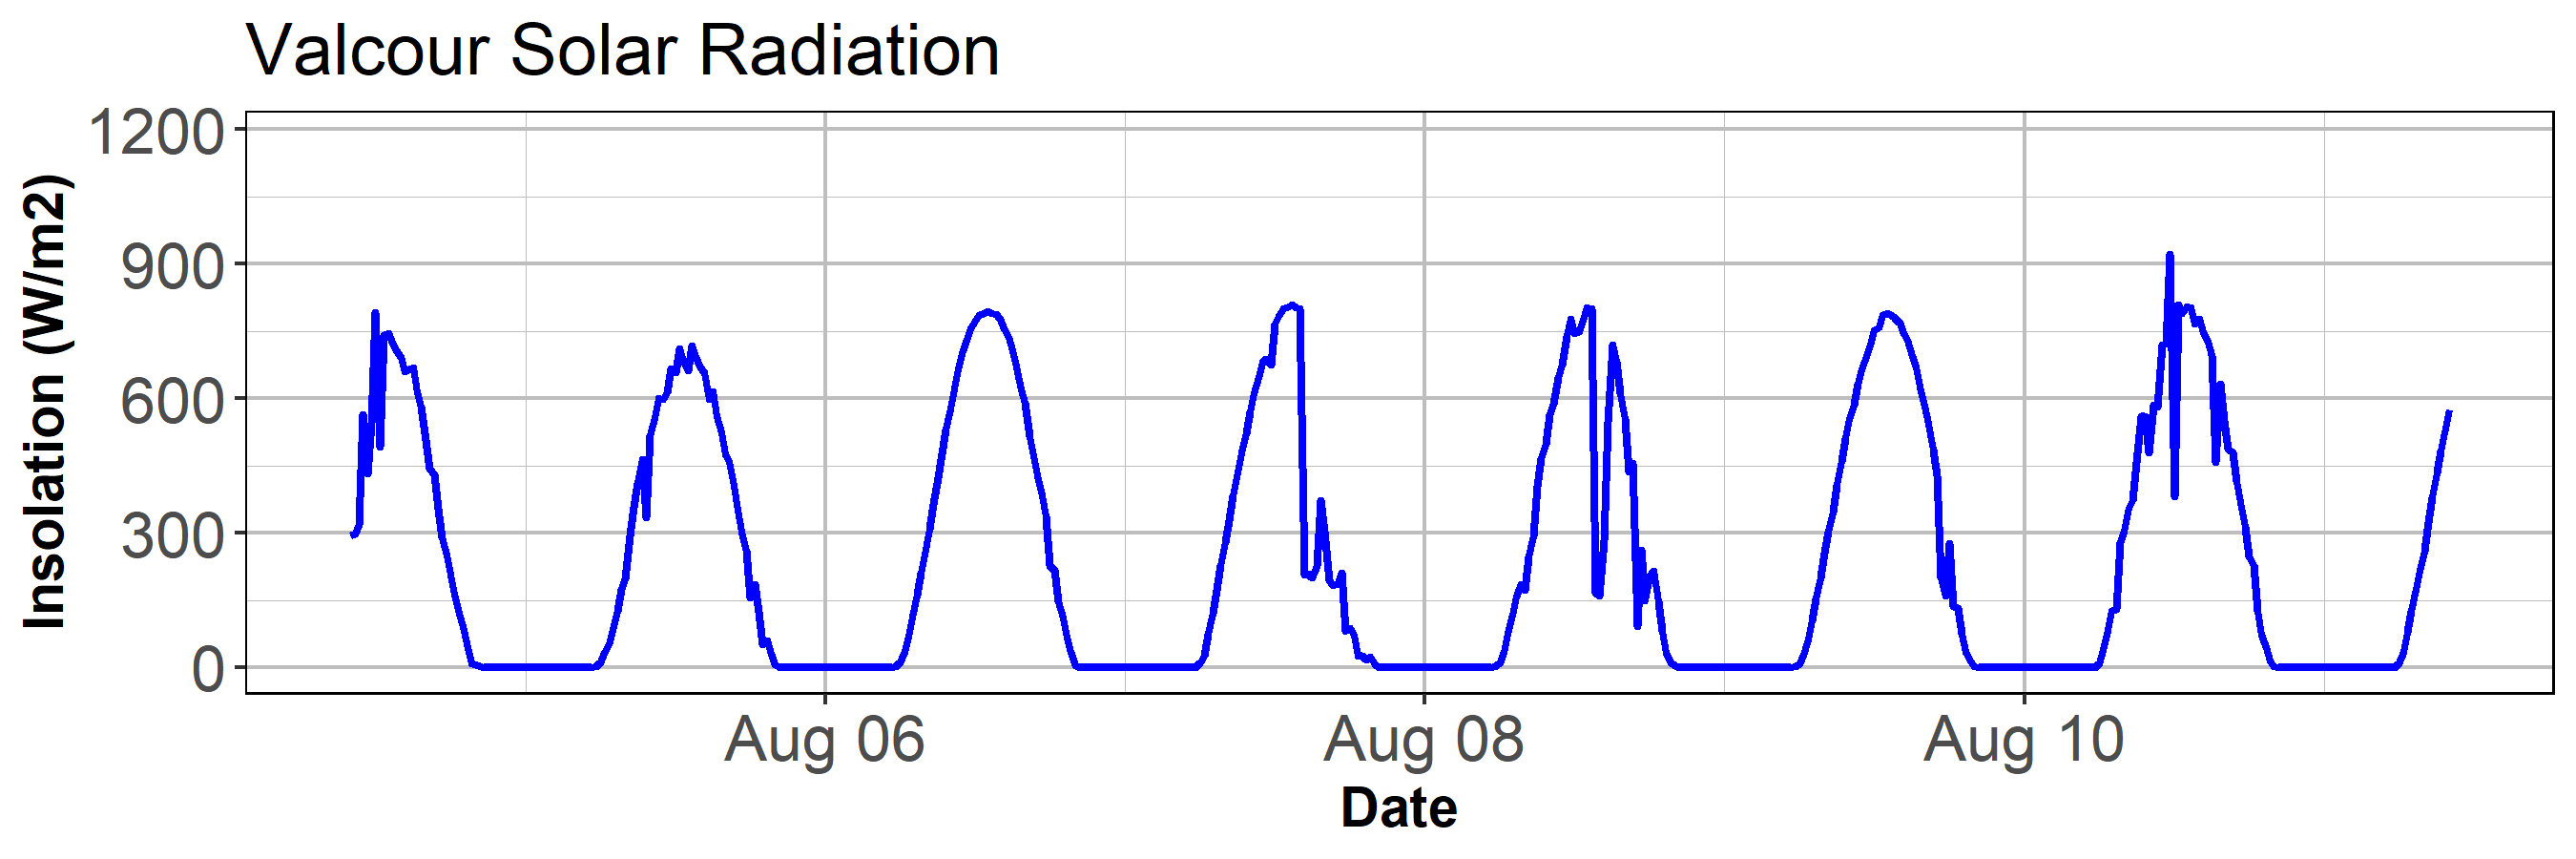 Valcour Solar Radiation
1200
900
600
300
0
Insolation (W/m2)
Aug 06 Aug 08 Aug 10
Date